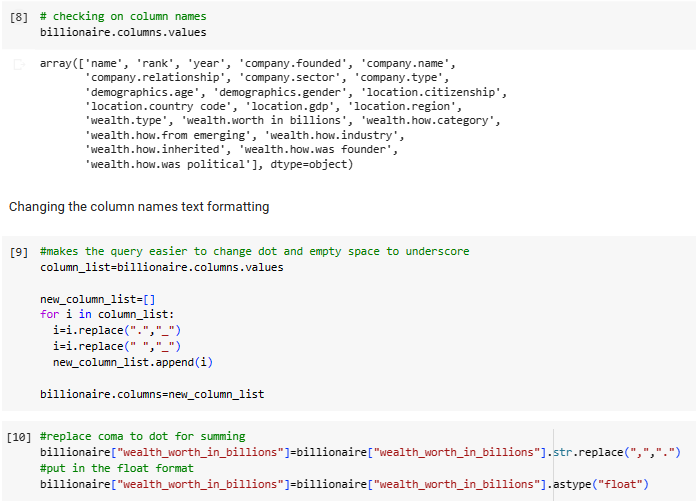 [8] # checking on column names
billionaire.columns.values
array(['name', 'rank', 'year', 'company.founded', 'company.name',
'company.relationship', 'company.sector', 'company.type',
'demographics.age', 'demographics.gender', 'location.citizenship',
'location.country code', 'location.gdp', 'location.region',
'wealth.type', 'wealth.worth in billions', 'wealth.how.category',
'wealth.how.from emerging', 'wealth.how.industry',
'wealth.how.inherited', 'wealth.how.was founder',
'wealth.how.was political'], dtype=object)
Changing the column names text formatting
[9] #makes the query easier to change dot and empty space to underscore
column_list=billionaire.columns.values
new_column_list=[]
for i in column_list:
i=i.replace(".","_")
i=i.replace(" ","_")
new_column_list.append(i)
billionaire.columns=new_column_list
[10] #replace coma to dot for summing
billionaire["wealth_worth_in_billions"]=billionaire["wealth_worth_in_billions"].str.replace(",",".")
#put in the float format
billionaire["wealth_worth_in_billions"]=billionaire["wealth_worth_in_billions"].astype("float")